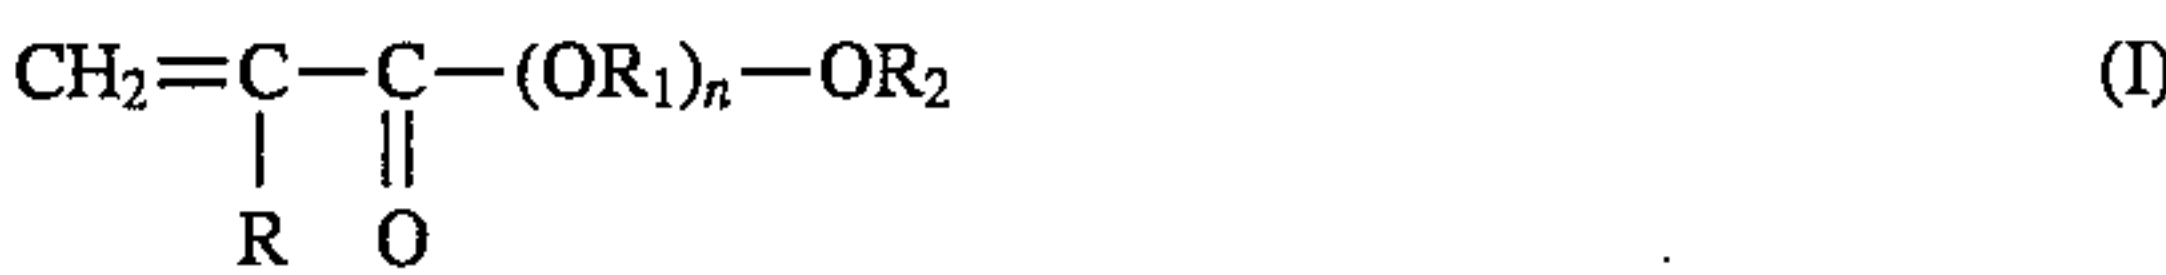 CH₂=C—C—(OR₁)ₙ—OR₂ (I)
R O